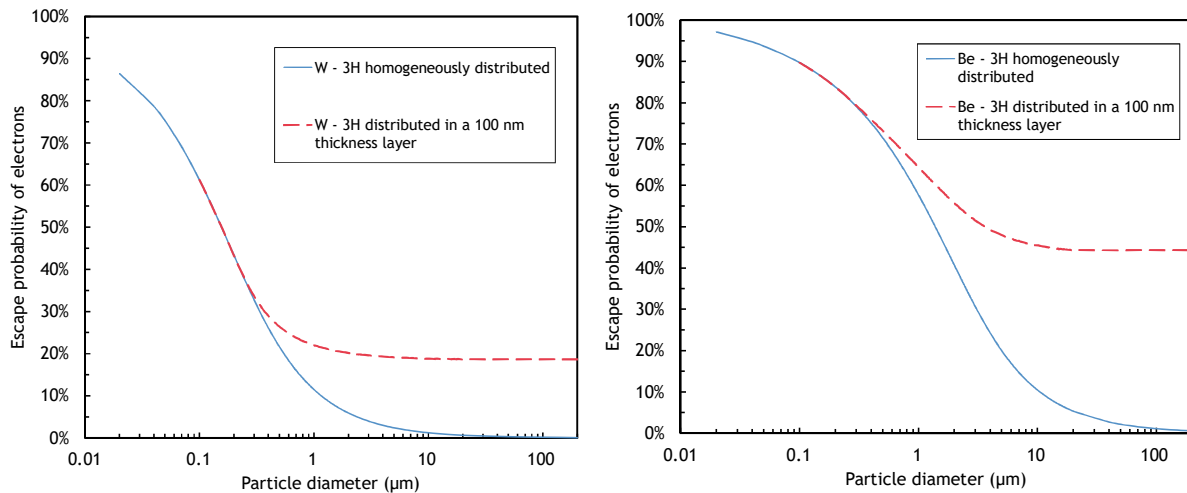 100%
90%
80%
70%
60%
50%
40%
30%
20%
10%
0%
Escape probability of electrons
W - 3H homogeneously distributed
W - 3H distributed in a 100 nm
thickness layer
0.01
0.1
1
10
100
Particle diameter (µm)
100%
90%
80%
70%
60%
50%
40%
30%
20%
10%
0%
Escape probability of electrons
Be - 3H homogeneously
distributed
Be - 3H distributed in a 100 nm
thickness layer
0.01
0.1
1
10
100
Particle diameter (µm)